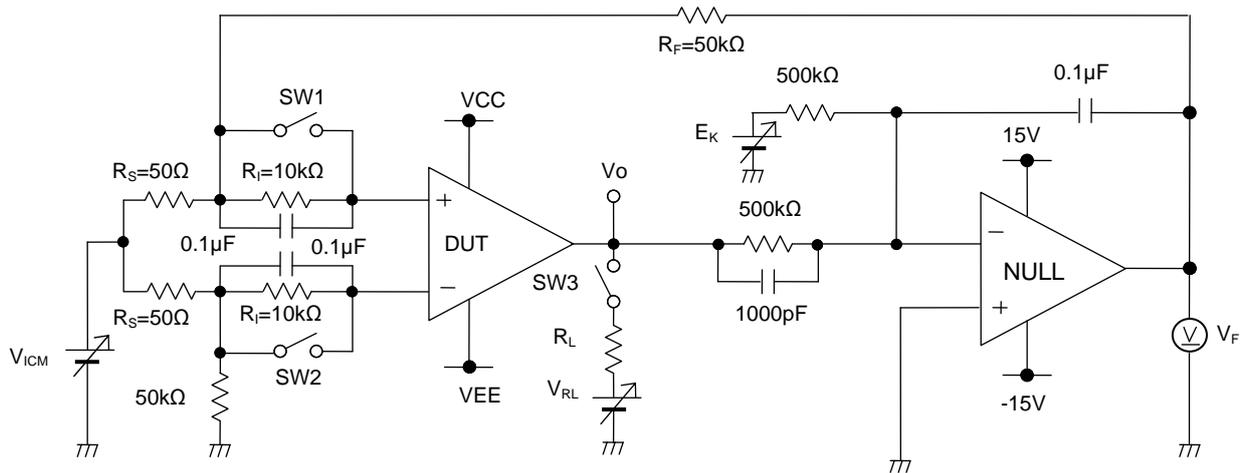 R_F=50kΩ
500kΩ
0.1μF
SW1
VCC
E_K
15V
R_S=50Ω
R_I=10kΩ
Vo
500kΩ
+
−
0.1μF
0.1μF
DUT
NULL
SW3
−
+
R_S=50Ω
R_I=10kΩ
1000pF
R_L
V
V_F
V_ICM
SW2
50kΩ
VEE
V_RL
-15V